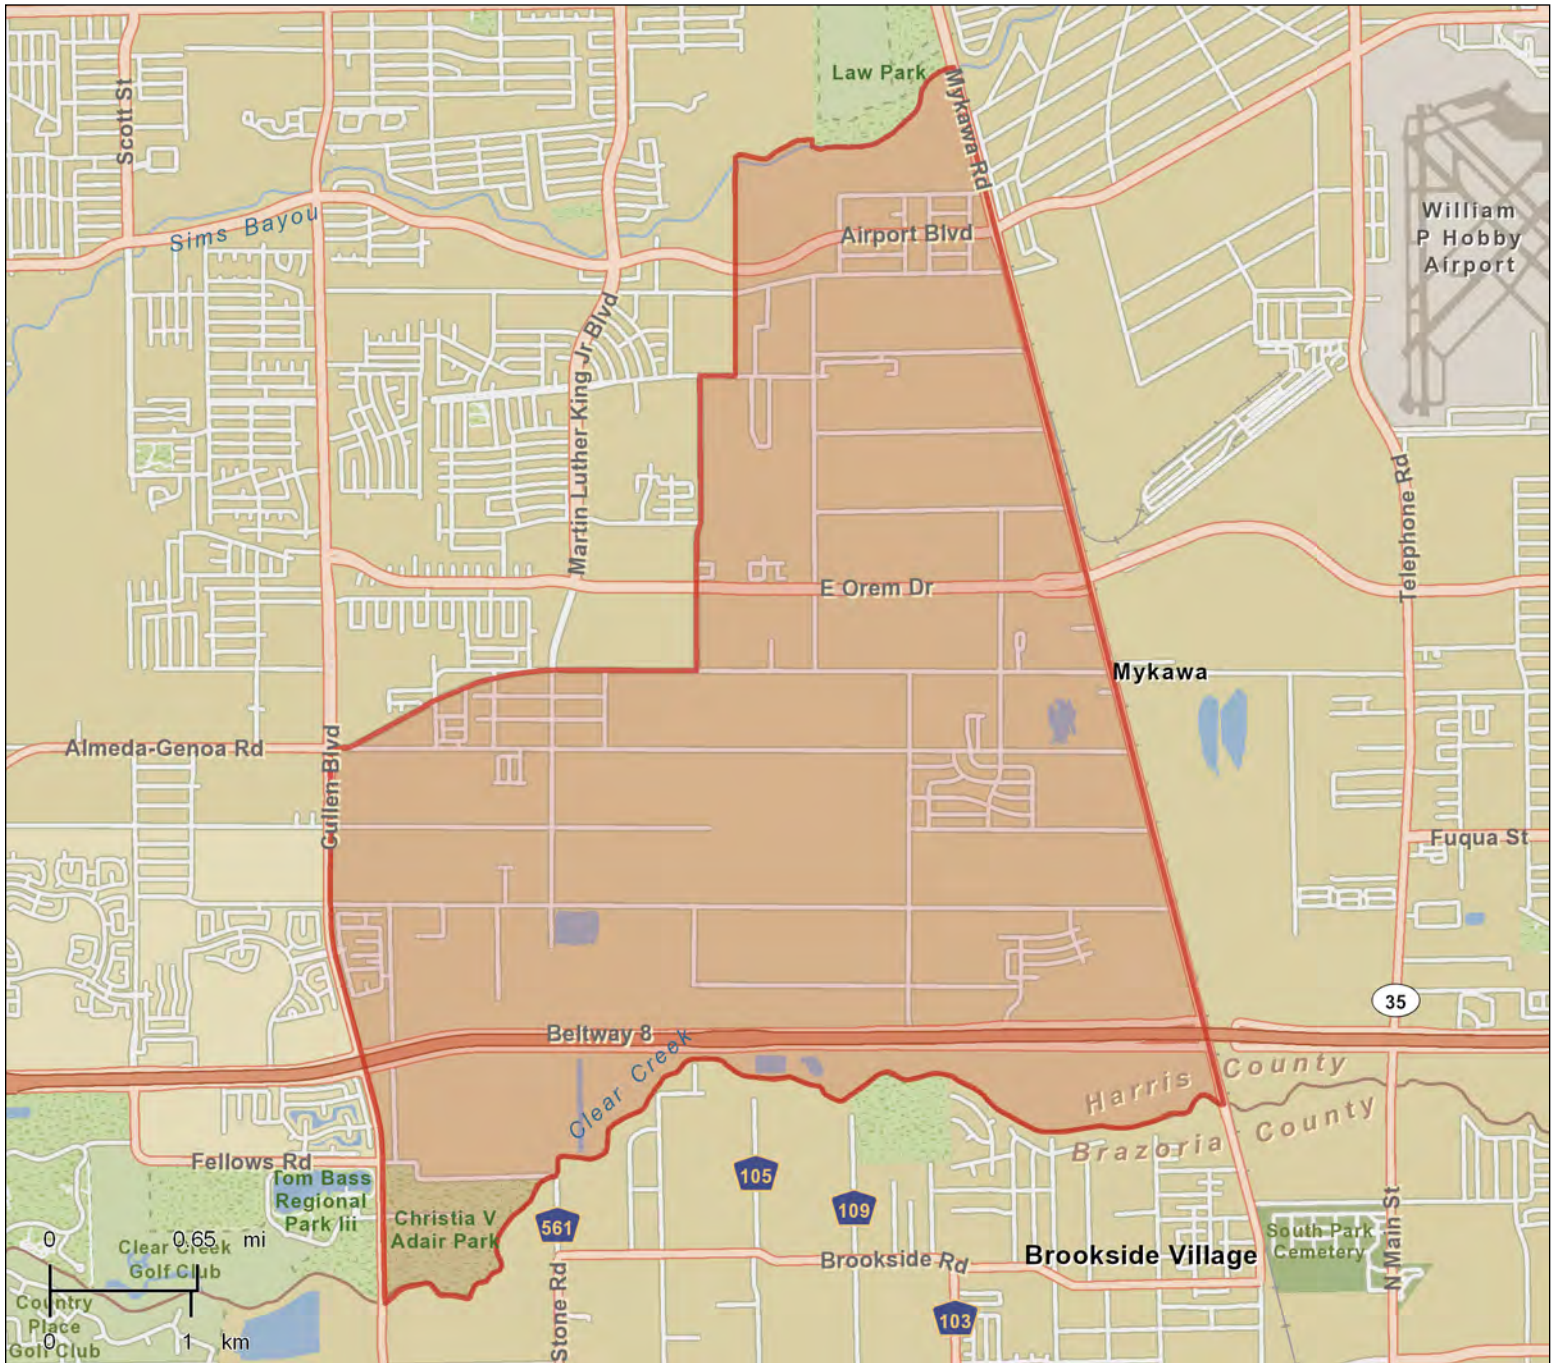 Law Park
Mykawa Rd
Scott St
Sims Bayou
Airport Blvd
William
P Hobby
Airport
Martin Luther King Jr Blvd
Telephone Rd
E Orem Dr
Mykawa
Almeda-Genoa Rd
Cullen Blvd
Fuqua St
35
Beltway 8
Clear Creek
Harris County
Brazoria County
Fellows Rd
Tom Bass
Regional
Park Iii
Christia V
Adair Park
105
109
561
Clear Creek
Golf Club
Brookside Rd
Brookside Village
South Park
Cemetery
N Main St
Stone Rd
103
Country
Place
Golf Club
0 0.65 mi
0 1 km